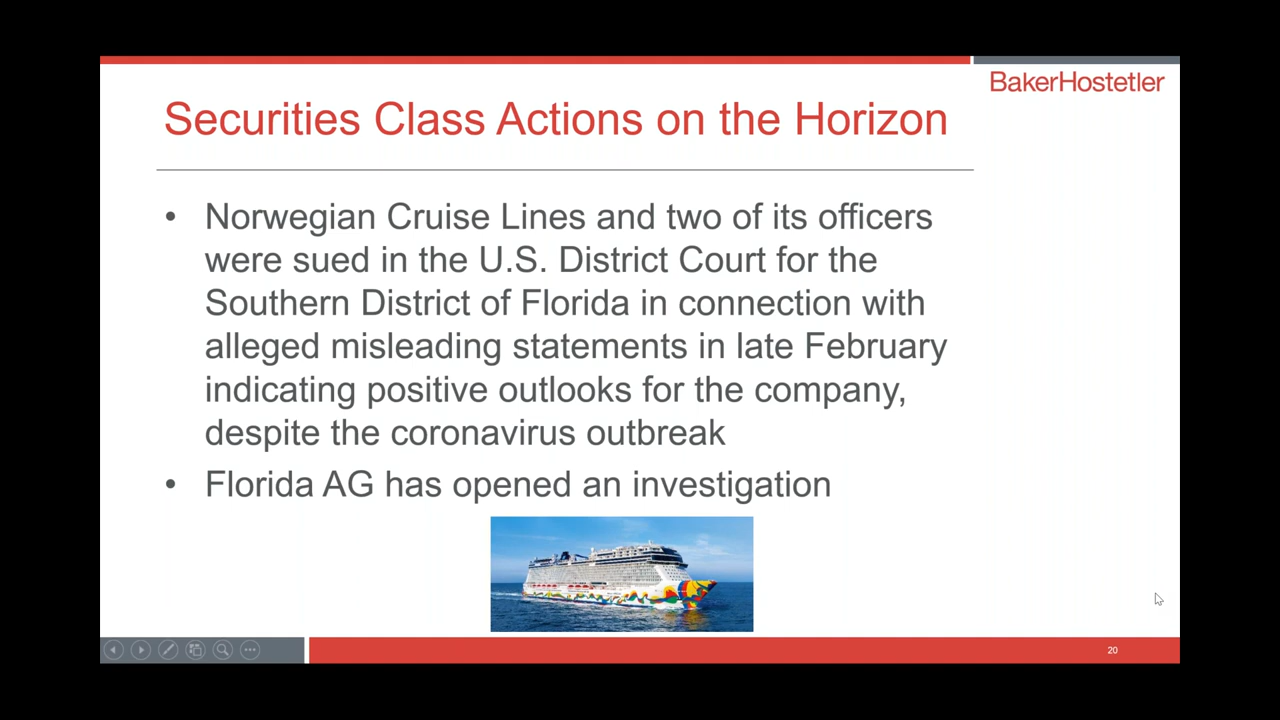 BakerHostetler
Securities Class Actions on the Horizon
• Norwegian Cruise Lines and two of its officers
were sued in the U.S. District Court for the
Southern District of Florida in connection with
alleged misleading statements in late February
indicating positive outlooks for the company,
despite the coronavirus outbreak
• Florida AG has opened an investigation
20